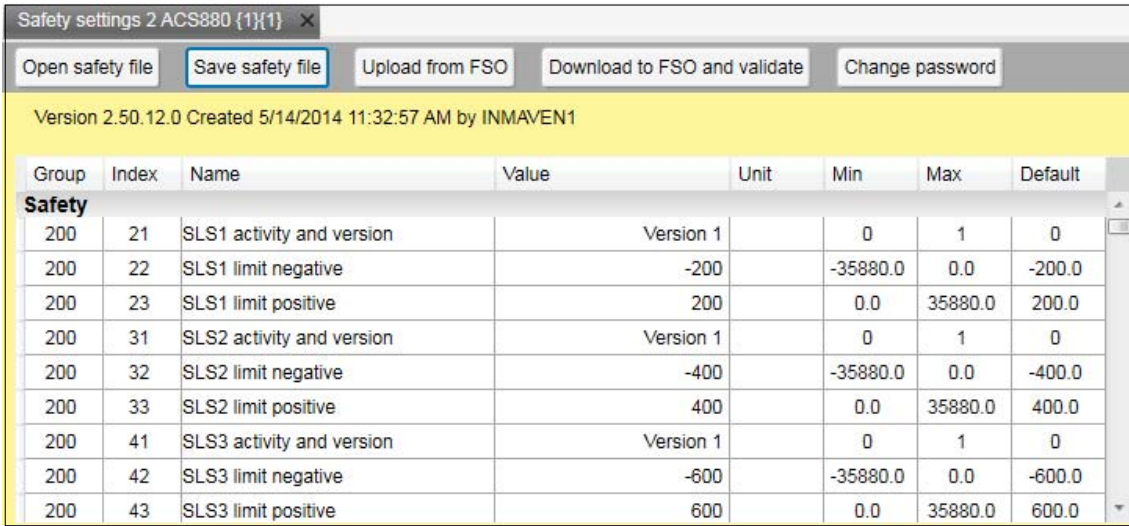 Safety settings 2 ACS880 {1}{1} ×
Open safety file Save safety file Upload from FSO Download to FSO and validate Change password
Version 2.50.12.0 Created 5/14/2014 11:32:57 AM by INMAVEN1
Group Index Name Value Unit Min Max Default
Safety
200 21 SLS1 activity and version Version 1 0 1 0
200 22 SLS1 limit negative -200 -35880.0 0.0 -200.0
200 23 SLS1 limit positive 200 0.0 35880.0 200.0
200 31 SLS2 activity and version Version 1 0 1 0
200 32 SLS2 limit negative -400 -35880.0 0.0 -400.0
200 33 SLS2 limit positive 400 0.0 35880.0 400.0
200 41 SLS3 activity and version Version 1 0 1 0
200 42 SLS3 limit negative -600 -35880.0 0.0 -600.0
200 43 SLS3 limit positive 600 0.0 35880.0 600.0